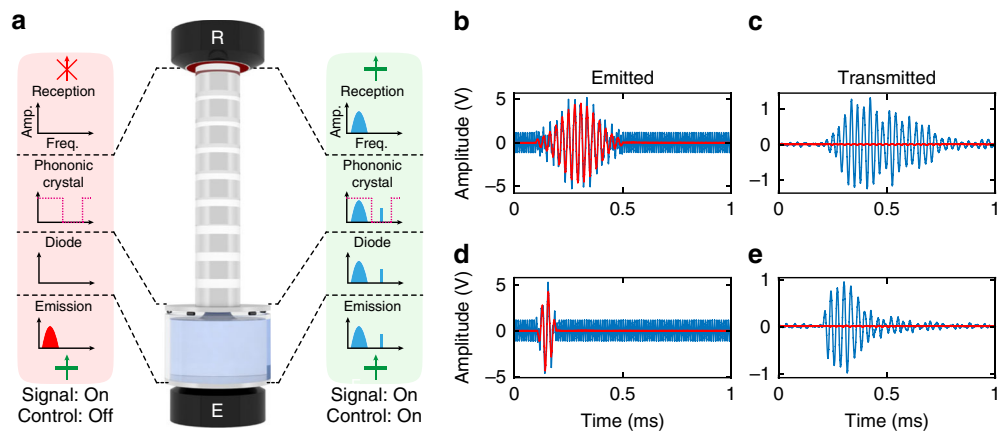 a
R
Reception
Amp.
Freq.
Phononic
crystal
Diode
Emission
Signal: On
Control: Off
E
Reception
Freq.
Phononic
crystal
Diode
Emission
Signal: On
Control: On
b
Emitted
Amplitude (V)
5
0
–5
0
0.5
1
c
Transmitted
1
0
–1
0
0.5
1
d
Amplitude (V)
5
0
–5
0
0.5
1
Time (ms)
e
1
0
–1
0
0.5
1
Time (ms)